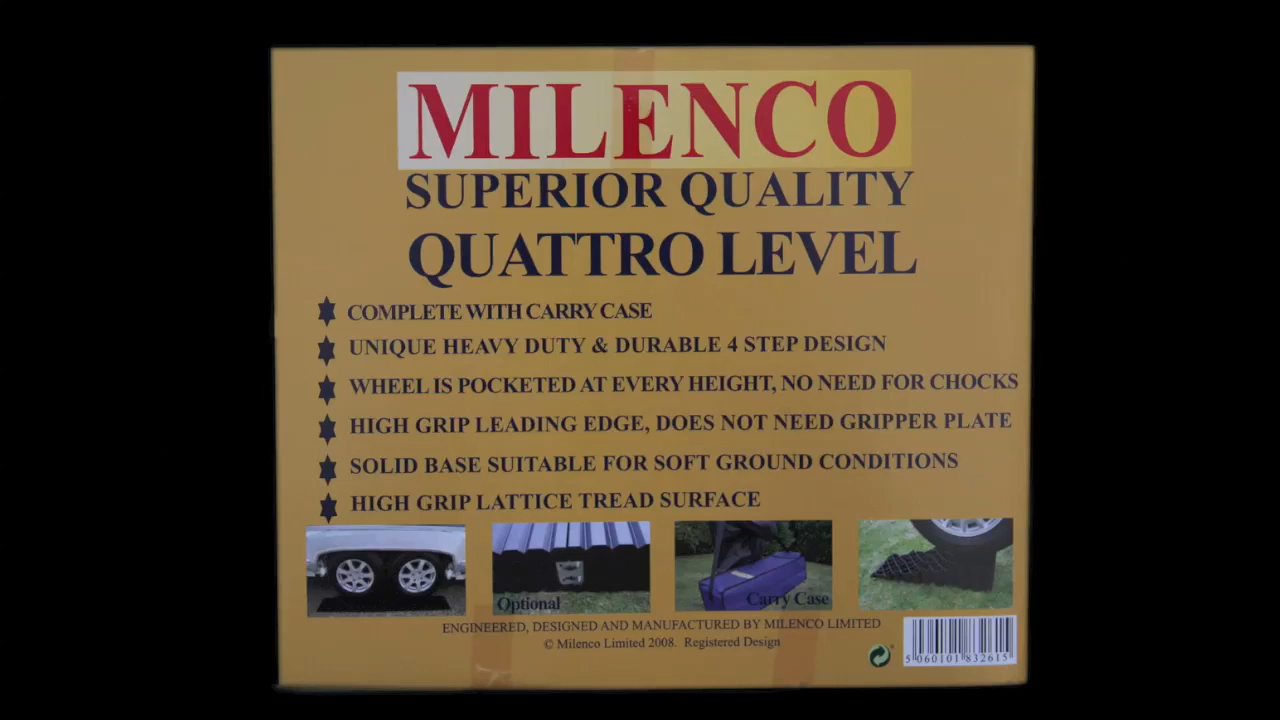 MILENCO
SUPERIOR QUALITY
QUATTRO LEVEL
COMPLETE WITH CARRY CASE
UNIQUE HEAVY DUTY & DURABLE 4 STEP DESIGN
WHEEL IS POCKETED AT EVERY HEIGHT, NO NEED FOR CHOCKS
HIGH GRIP LEADING EDGE, DOES NOT NEED GRIPPER PLATE
SOLID BASE SUITABLE FOR SOFT GROUND CONDITIONS
HIGH GRIP LATTICE TREAD SURFACE
Optional
Carry Case
ENGINEERED, DESIGNED AND MANUFACTURED BY MILENCO LIMITED
© Milenco Limited 2008. Registered Design
5 060101 832615